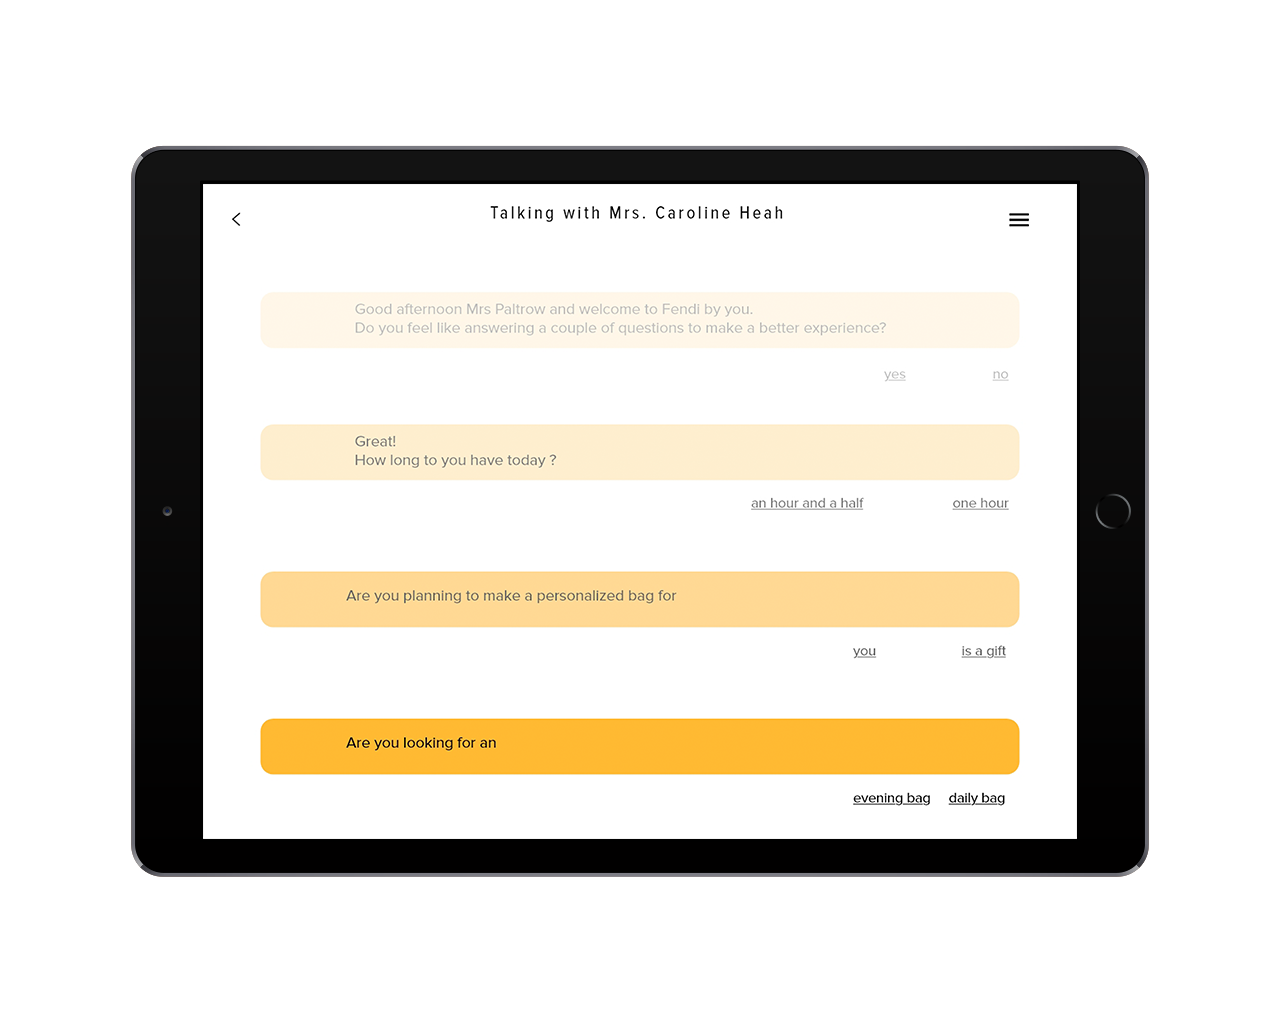 Talking with Mrs. Caroline Heah
Good afternoon Mrs Paltrow and welcome to Fendi by you.
Do you feel like answering a couple of questions to make a better experience?
yes no
Great!
How long to you have today ?
an hour and a half one hour
Are you planning to make a personalized bag for
you is a gift
Are you looking for an
evening bag daily bag